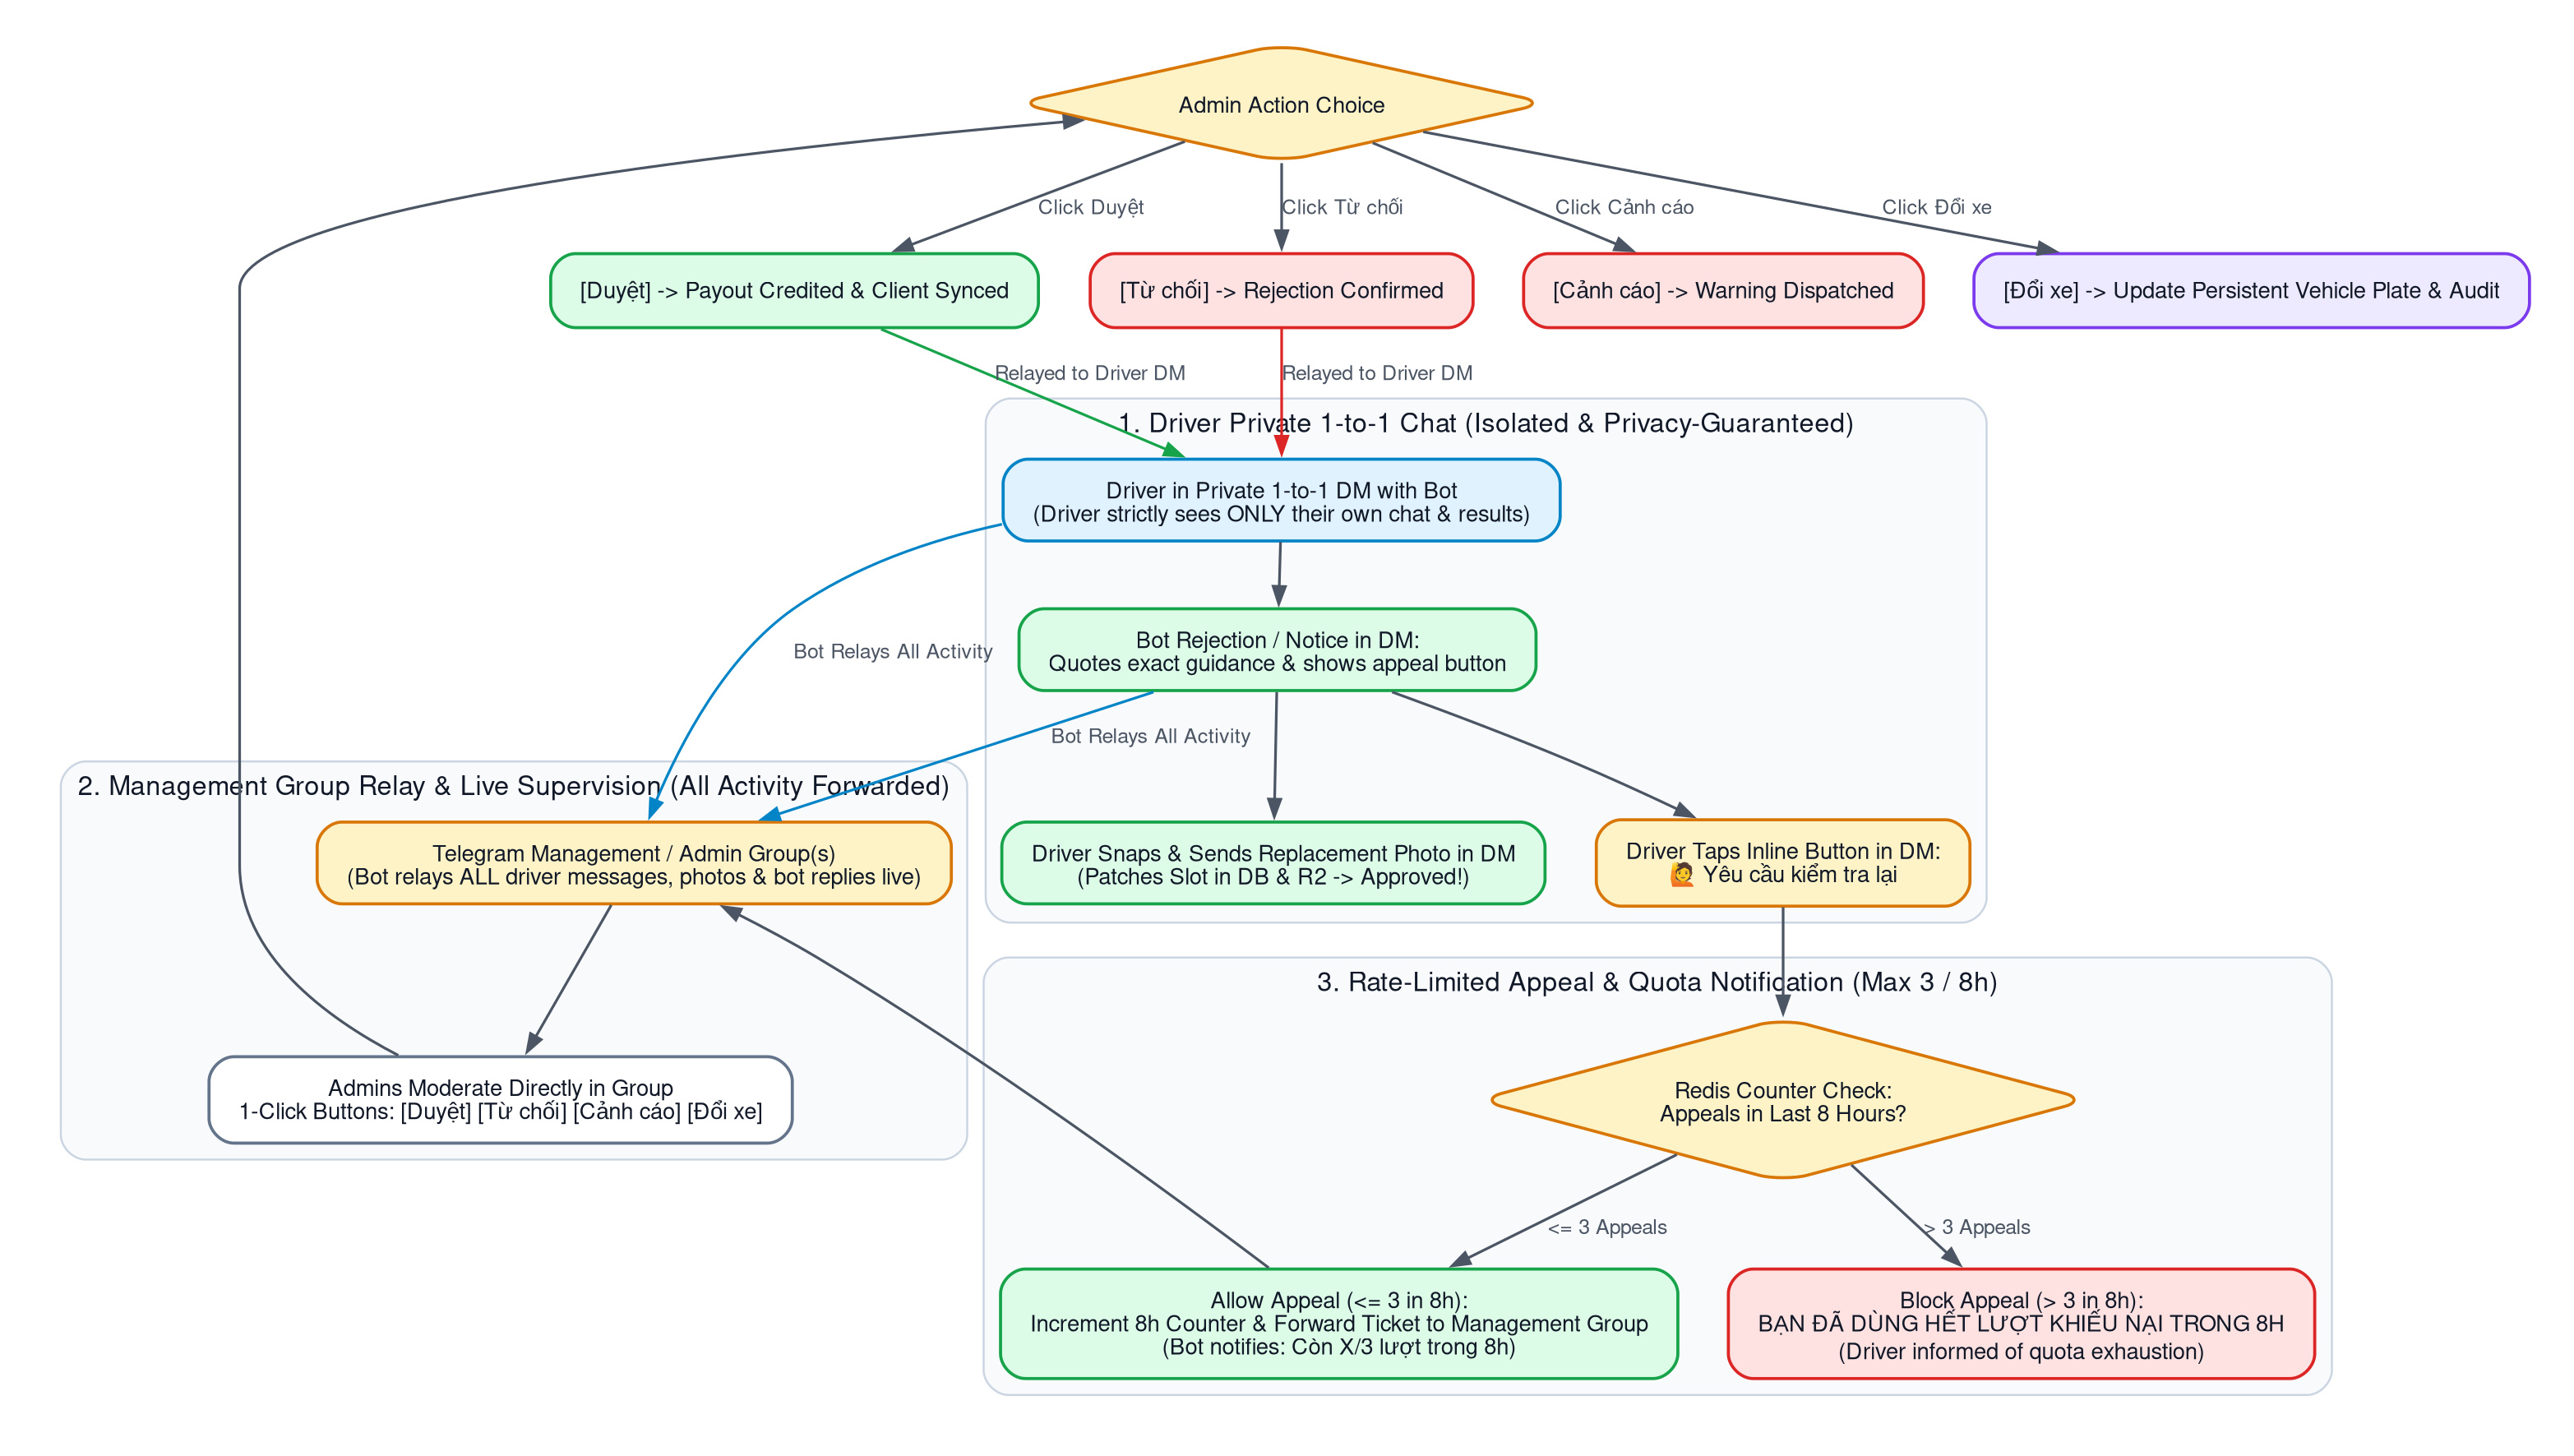 Admin Action Choice
Click Duyệt
Click Từ chối
Click Cảnh cáo
Click Đổi xe
[Duyệt] -> Payout Credited & Client Synced
[Từ chối] -> Rejection Confirmed
[Cảnh cáo] -> Warning Dispatched
[Đổi xe] -> Update Persistent Vehicle Plate & Audit
Relayed to Driver DM
Relayed to Driver DM
1. Driver Private 1-to-1 Chat (Isolated & Privacy-Guaranteed)
Driver in Private 1-to-1 DM with Bot
(Driver strictly sees ONLY their own chat & results)
Bot Relays All Activity
Bot Rejection / Notice in DM:
Quotes exact guidance & shows appeal button
Bot Relays All Activity
2. Management Group Relay & Live Supervision (All Activity Forwarded)
Telegram Management / Admin Group(s)
(Bot relays ALL driver messages, photos & bot replies live)
Driver Snaps & Sends Replacement Photo in DM
(Patches Slot in DB & R2 -> Approved!)
Driver Taps Inline Button in DM:
🙋 Yêu cầu kiểm tra lại
3. Rate-Limited Appeal & Quota Notification (Max 3 / 8h)
Admins Moderate Directly in Group
1-Click Buttons: [Duyệt] [Từ chối] [Cảnh cáo] [Đổi xe]
Redis Counter Check:
Appeals in Last 8 Hours?
<= 3 Appeals
> 3 Appeals
Allow Appeal (<= 3 in 8h):
Increment 8h Counter & Forward Ticket to Management Group
(Bot notifies: Còn X/3 lượt trong 8h)
Block Appeal (> 3 in 8h):
BẠN ĐÃ DÙNG HẾT LƯỢT KHIẾU NẠI TRONG 8H
(Driver informed of quota exhaustion)